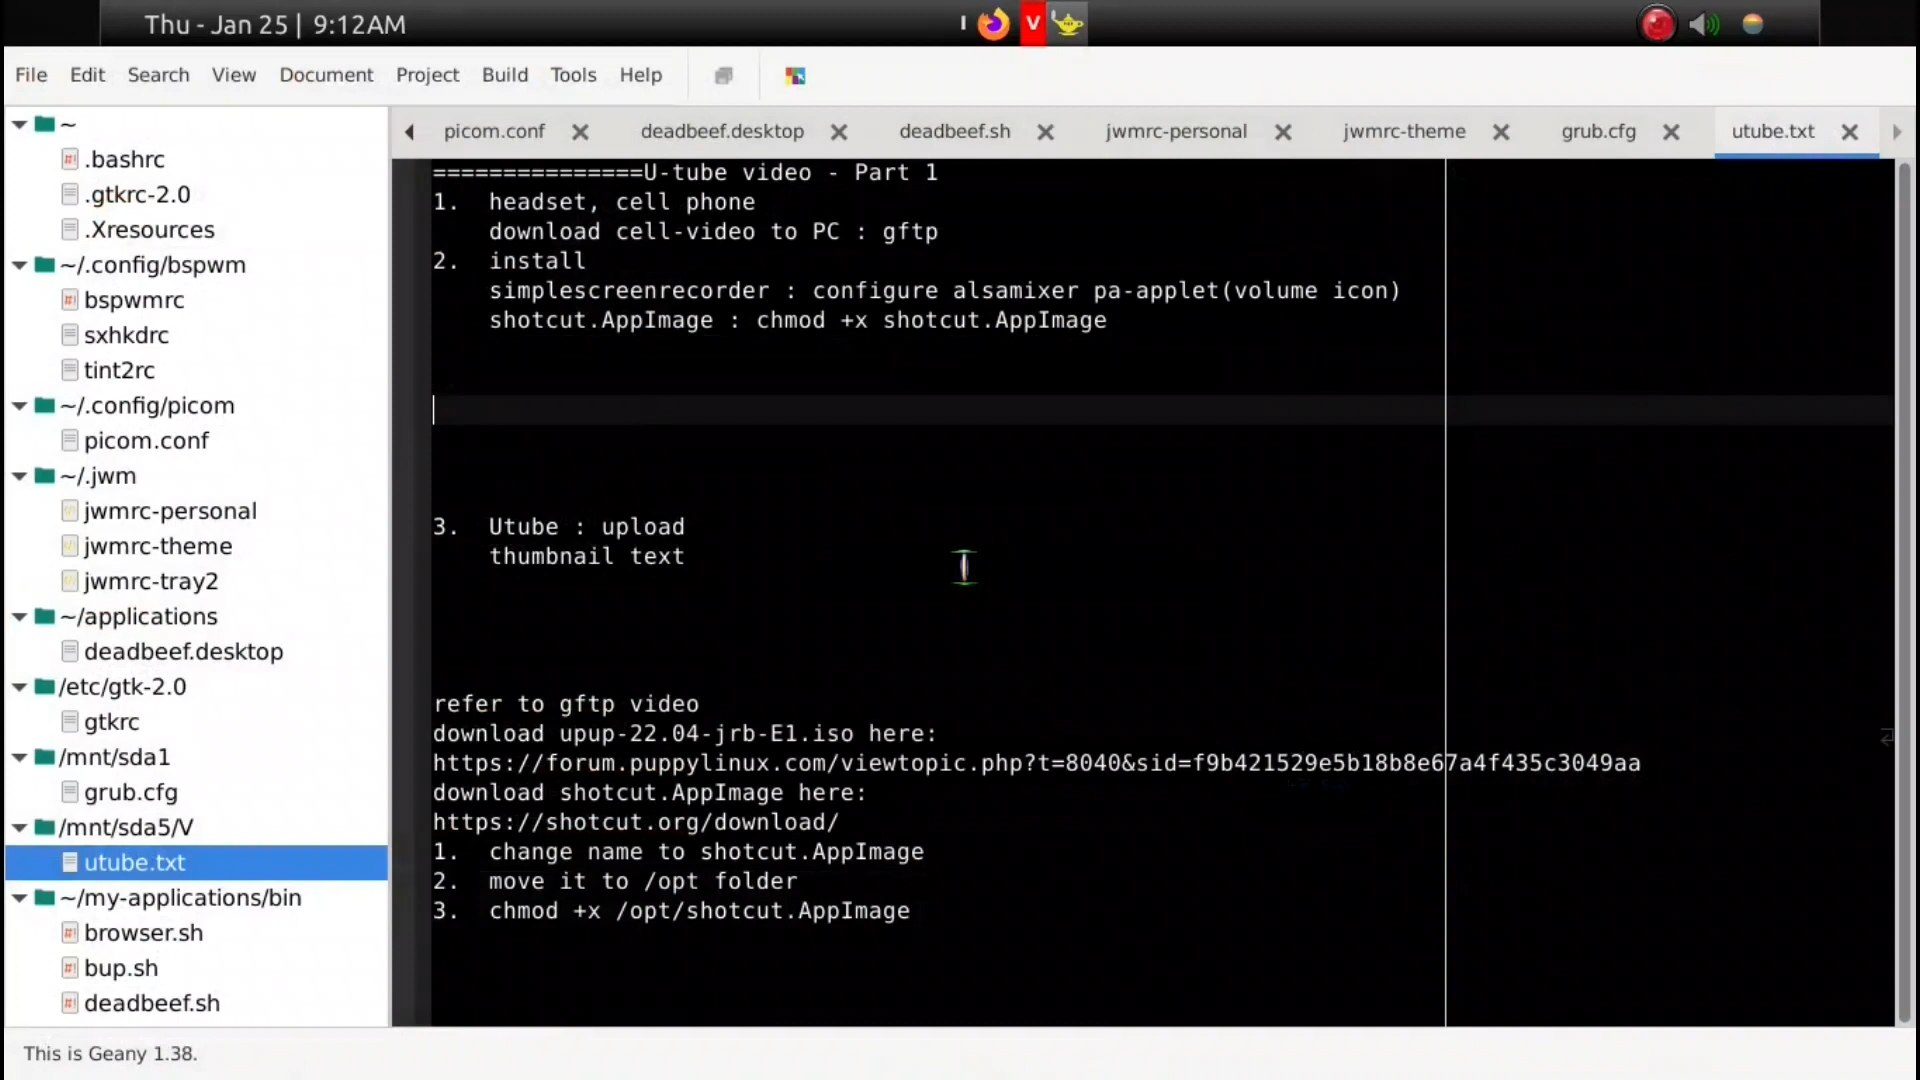 Thu - Jan 25 | 9:12AM
I
V
File Edit Search View Document Project Build Tools Help
~
.bashrc
.gtkrc-2.0
.Xresources
~/.config/bspwm
bspwmrc
sxhkdrc
tint2rc
~/.config/picom
picom.conf
~/.jwm
jwmrc-personal
jwmrc-theme
jwmrc-tray2
~/applications
deadbeef.desktop
/etc/gtk-2.0
gtkrc
/mnt/sda1
grub.cfg
/mnt/sda5/V
utube.txt
~/my-applications/bin
browser.sh
bup.sh
deadbeef.sh
picom.conf deadbeef.desktop deadbeef.sh jwmrc-personal jwmrc-theme grub.cfg utube.txt
===============U-tube video - Part 1
1.  headset, cell phone
    download cell-video to PC : gftp
2.  install
    simplescreenrecorder : configure alsamixer pa-applet(volume icon)
    shotcut.AppImage : chmod +x shotcut.AppImage
3.  Utube : upload
    thumbnail text
refer to gftp video
download upup-22.04-jrb-E1.iso here:
https://forum.puppylinux.com/viewtopic.php?t=8040&sid=f9b421529e5b18b8e67a4f435c3049aa
download shotcut.AppImage here:
https://shotcut.org/download/
1.  change name to shotcut.AppImage
2.  move it to /opt folder
3.  chmod +x /opt/shotcut.AppImage
This is Geany 1.38.